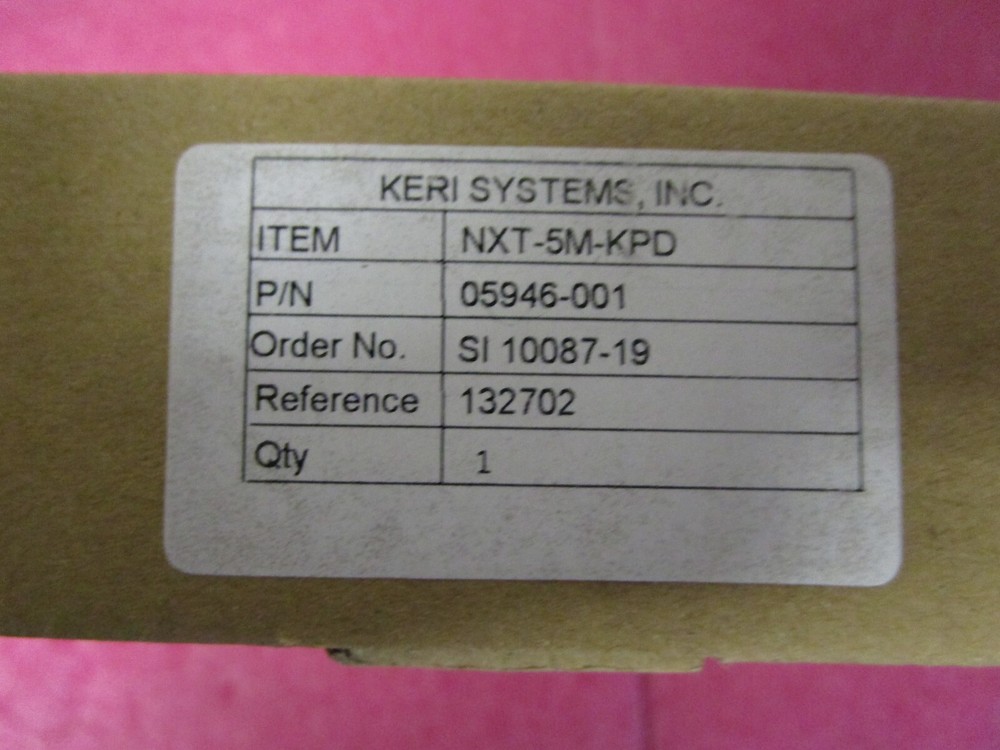 KERI SYSTEMS, INC.
ITEM NXT-5M-KPD
P/N 05946-001
Order No. SI 10087-19
Reference 132702
Qty 1